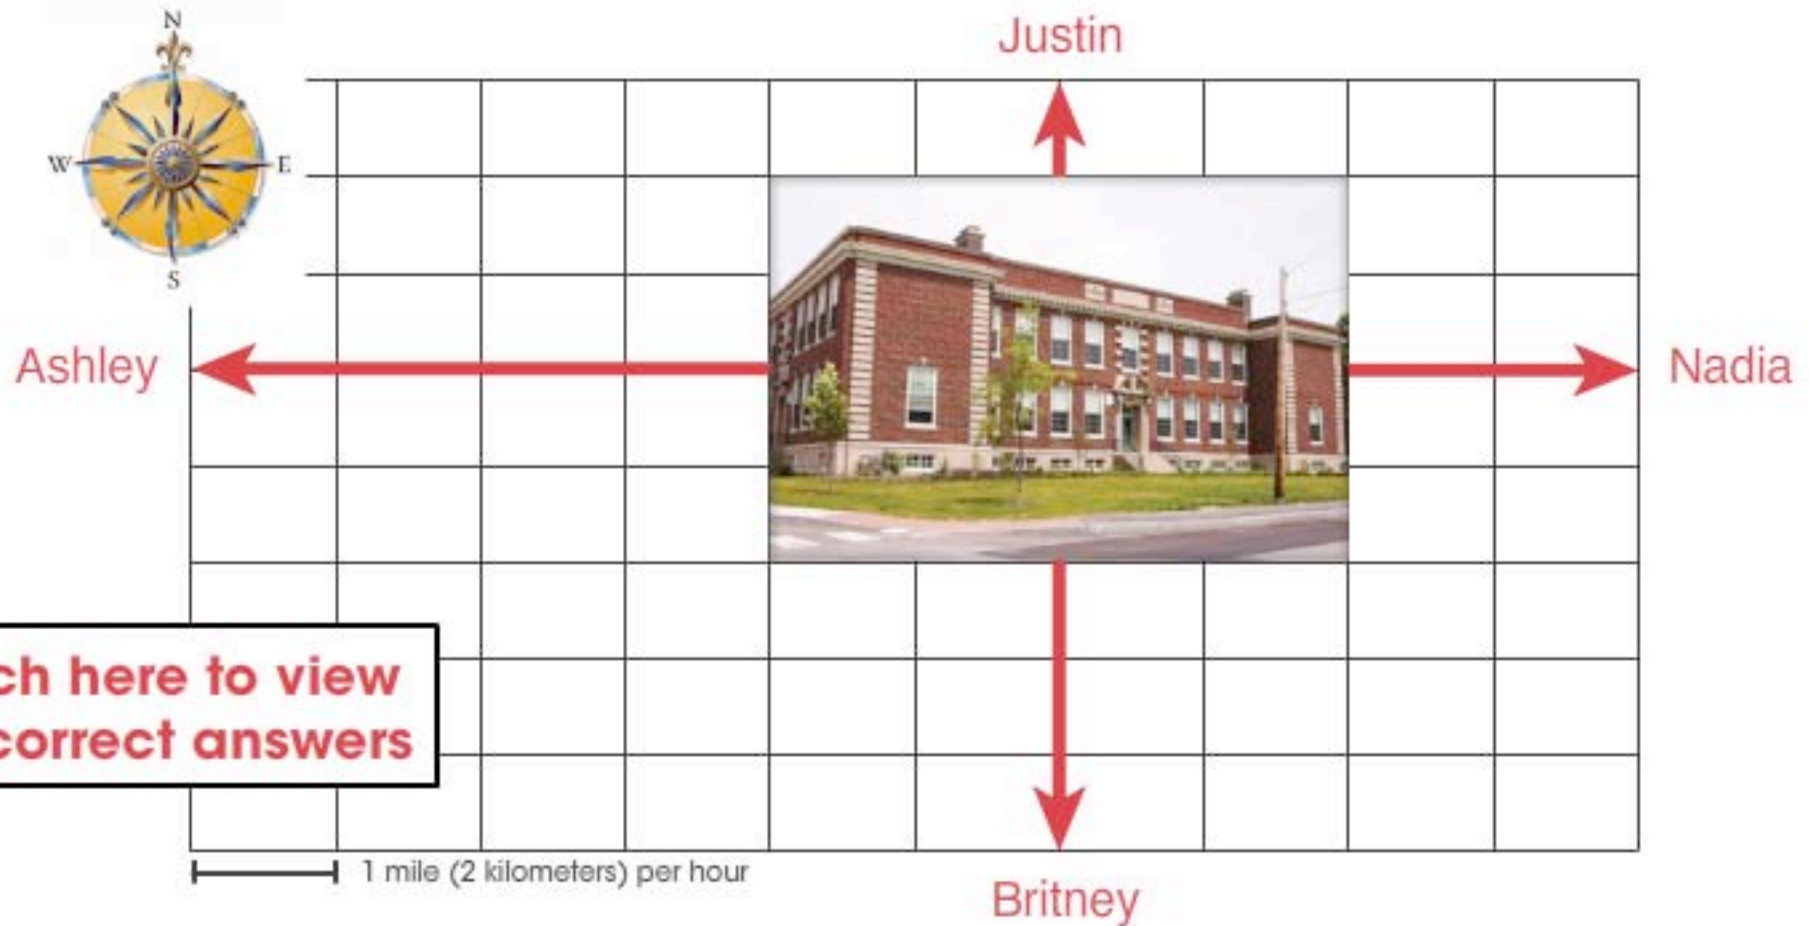 N
Justin
W
E
S
Ashley
Nadia
ch here to view
correct answers
1 mile (2 kilometers) per hour
Britney